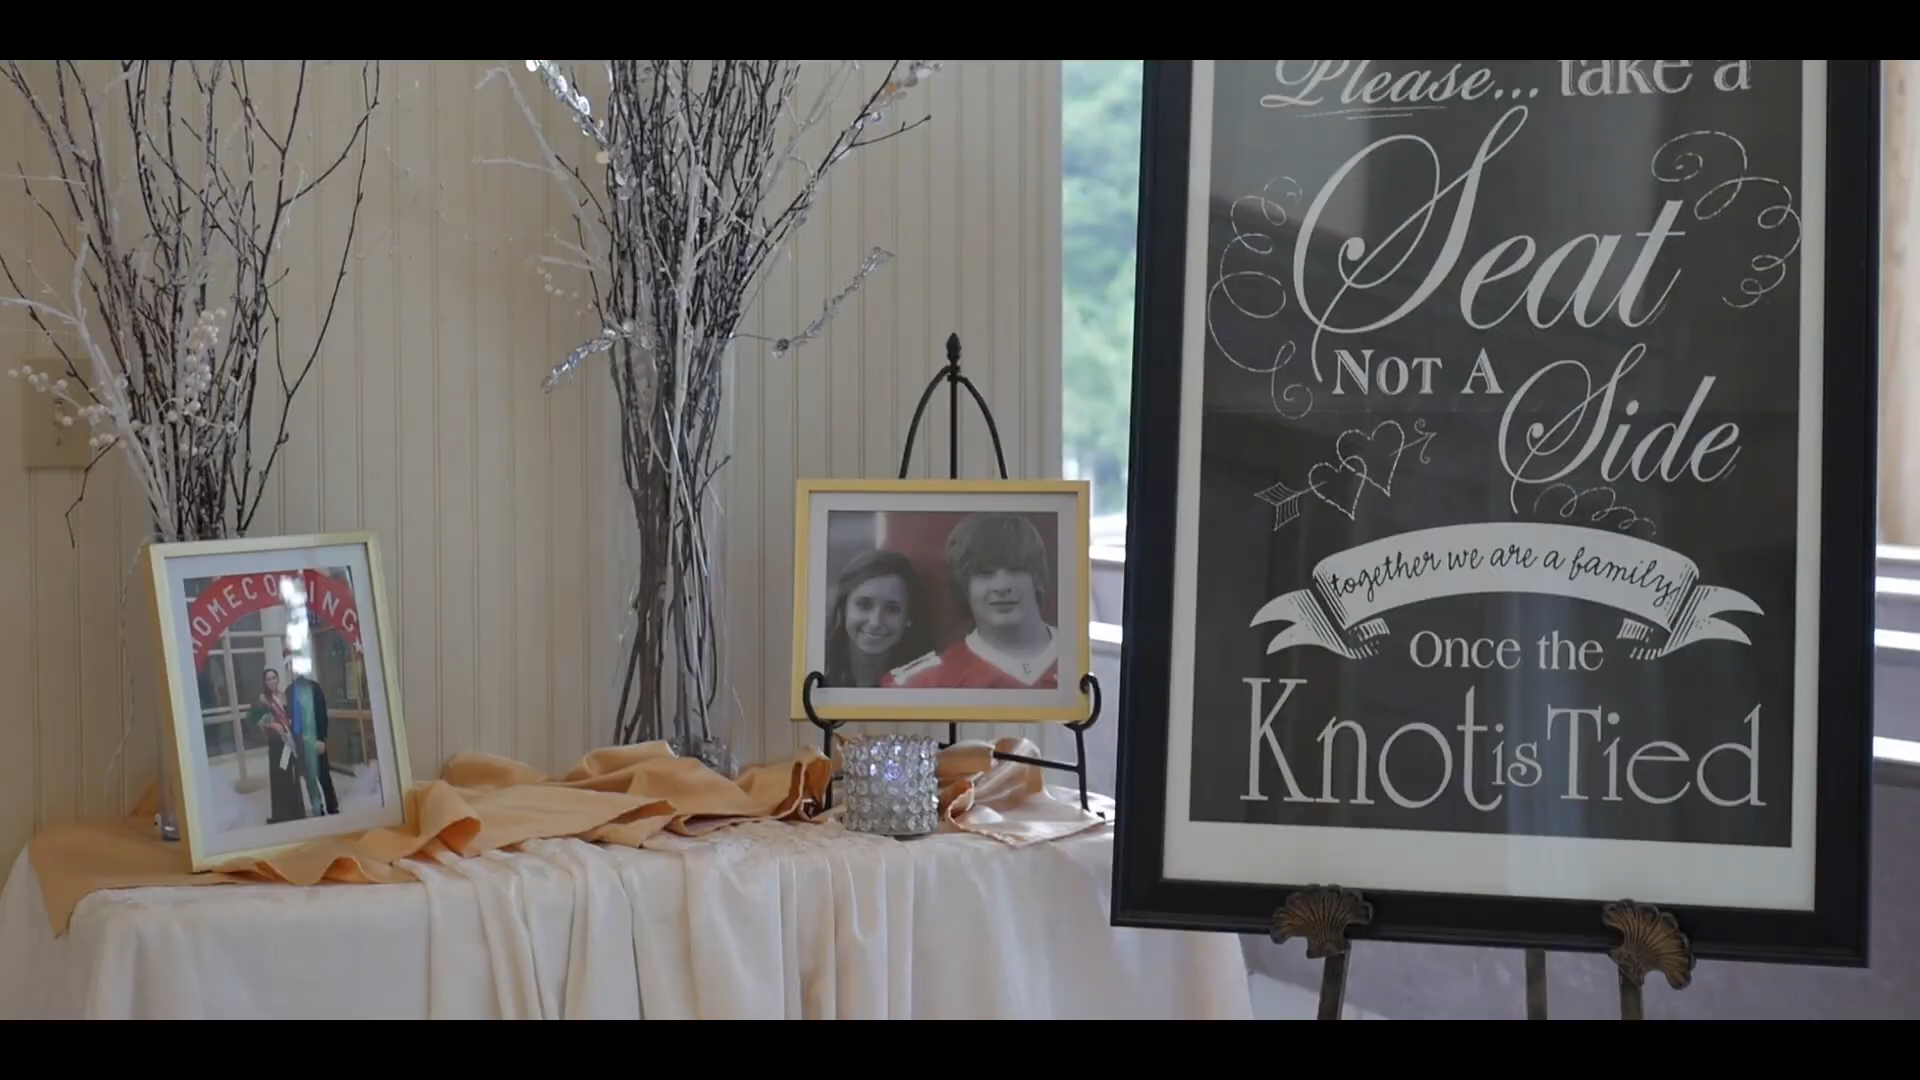 Please... take a
Seat
NOT A
Side
together we are a family
Once the
Knot is Tied
HOMECOMING